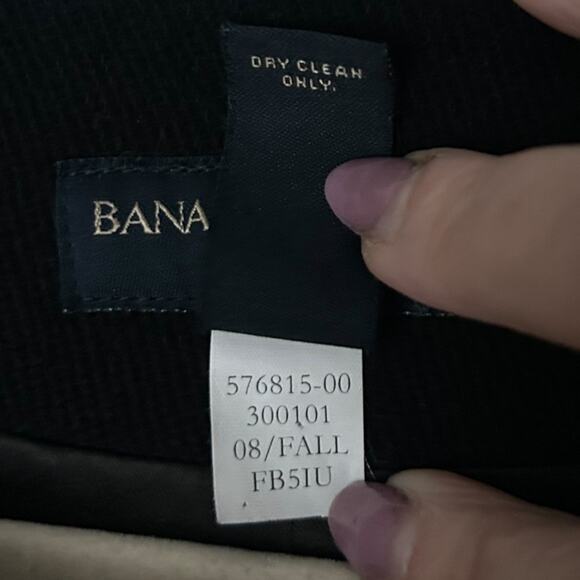 DRY CLEAN
ONLY.
BANA
576815-00
300101
08/FALL
FB5IU